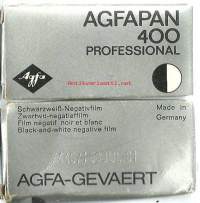 AGFAPAN
400
PROFESSIONAL
Agfa
Schwarzweiß-Negativfilm
Zwartwit-negatieffilm
Film négatif noir et blanc
Black-and-white negative film
Made in
Germany
AGFA-GEVAERT